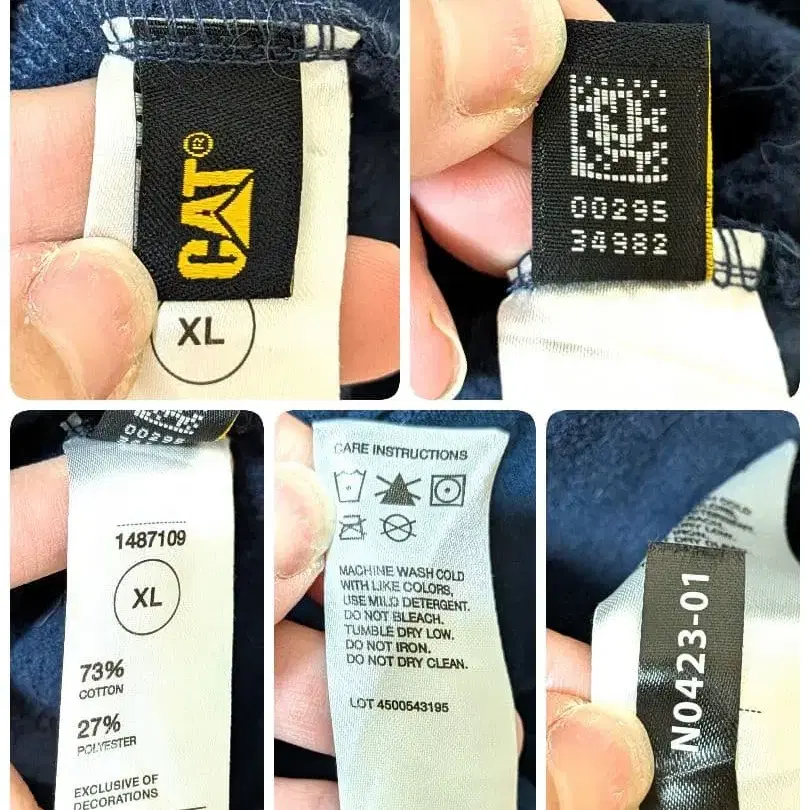 CAT®
XL
00295
34982
00295
1487109
XL
73%
COTTON
27%
POLYESTER
EXCLUSIVE OF
DECORATIONS
CARE INSTRUCTIONS
MACHINE WASH COLD
WITH LIKE COLORS,
USE MILD DETERGENT.
DO NOT BLEACH.
TUMBLE DRY LOW.
DO NOT IRON.
DO NOT DRY CLEAN.
LOT 4500543195
N0423-01